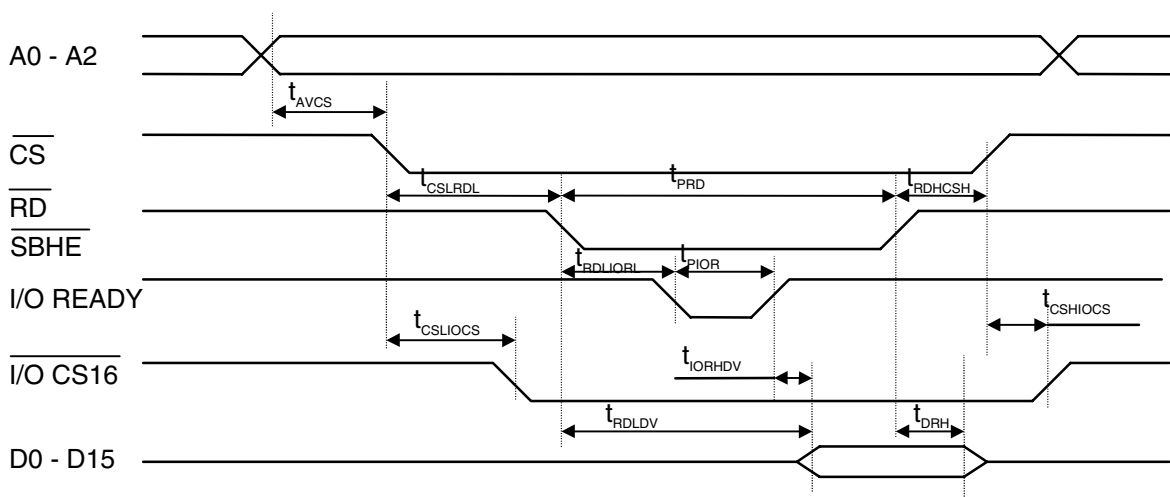 A0 - A2
tAVCS
CS
tCSLRDL
tPRD
tRDHCSH
RD
SBHE
tRDLIORL
tPIOR
I/O READY
tCSHIOCS
tCSLIOCS
tIORHDV
I/O CS16
tRDLDV
tDRH
D0 - D15